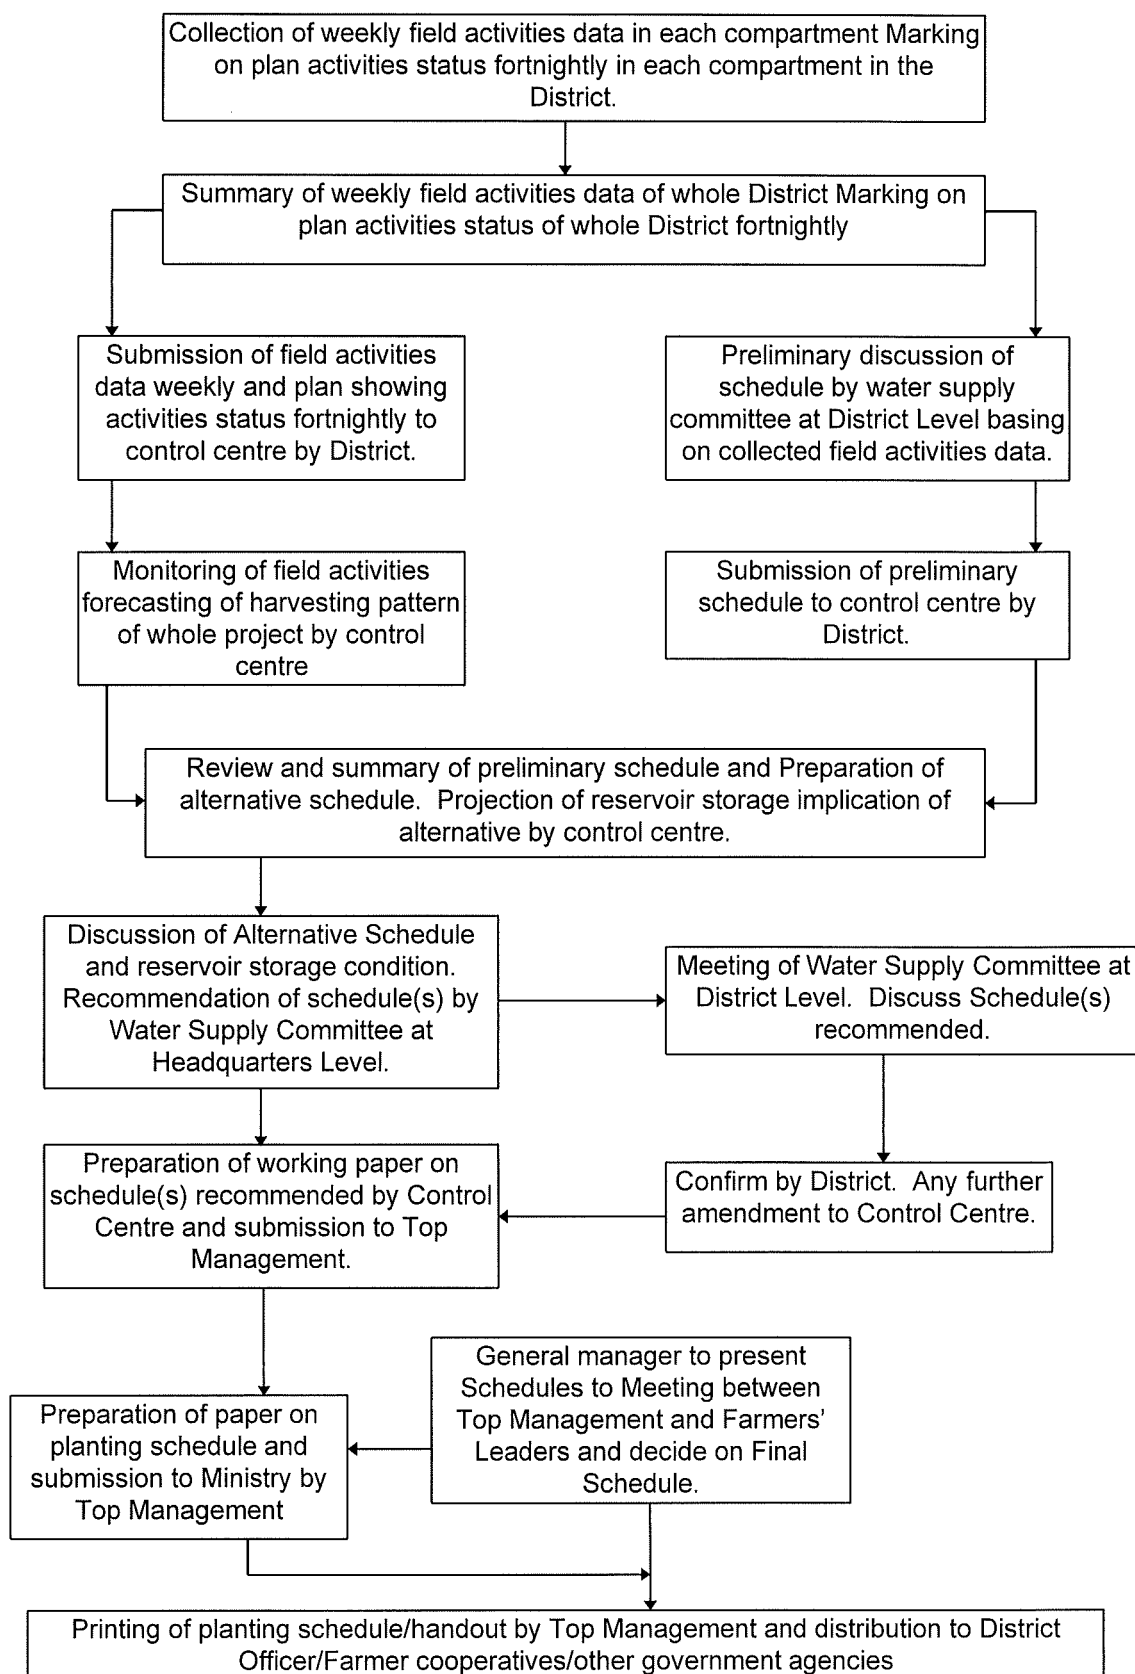 Collection of weekly field activities data in each compartment Marking
on plan activities status fortnightly in each compartment in the
District.
Summary of weekly field activities data of whole District Marking on
plan activities status of whole District fortnightly
Submission of field activities
data weekly and plan showing
activities status fortnightly to
control centre by District.
Preliminary discussion of
schedule by water supply
committee at District Level basing
on collected field activities data.
Monitoring of field activities
forecasting of harvesting pattern
of whole project by control
centre
Submission of preliminary
schedule to control centre by
District.
Review and summary of preliminary schedule and Preparation of
alternative schedule.  Projection of reservoir storage implication of
alternative by control centre.
Discussion of Alternative Schedule
and reservoir storage condition.
Recommendation of schedule(s) by
Water Supply Committee at
Headquarters Level.
Meeting of Water Supply Committee at
District Level.  Discuss Schedule(s)
recommended.
Preparation of working paper on
schedule(s) recommended by Control
Centre and submission to Top
Management.
Confirm by District.  Any further
amendment to Control Centre.
General manager to present
Schedules to Meeting between
Top Management and Farmers’
Leaders and decide on Final
Schedule.
Preparation of paper on
planting schedule and
submission to Ministry by
Top Management
Printing of planting schedule/handout by Top Management and distribution to District
Officer/Farmer cooperatives/other government agencies